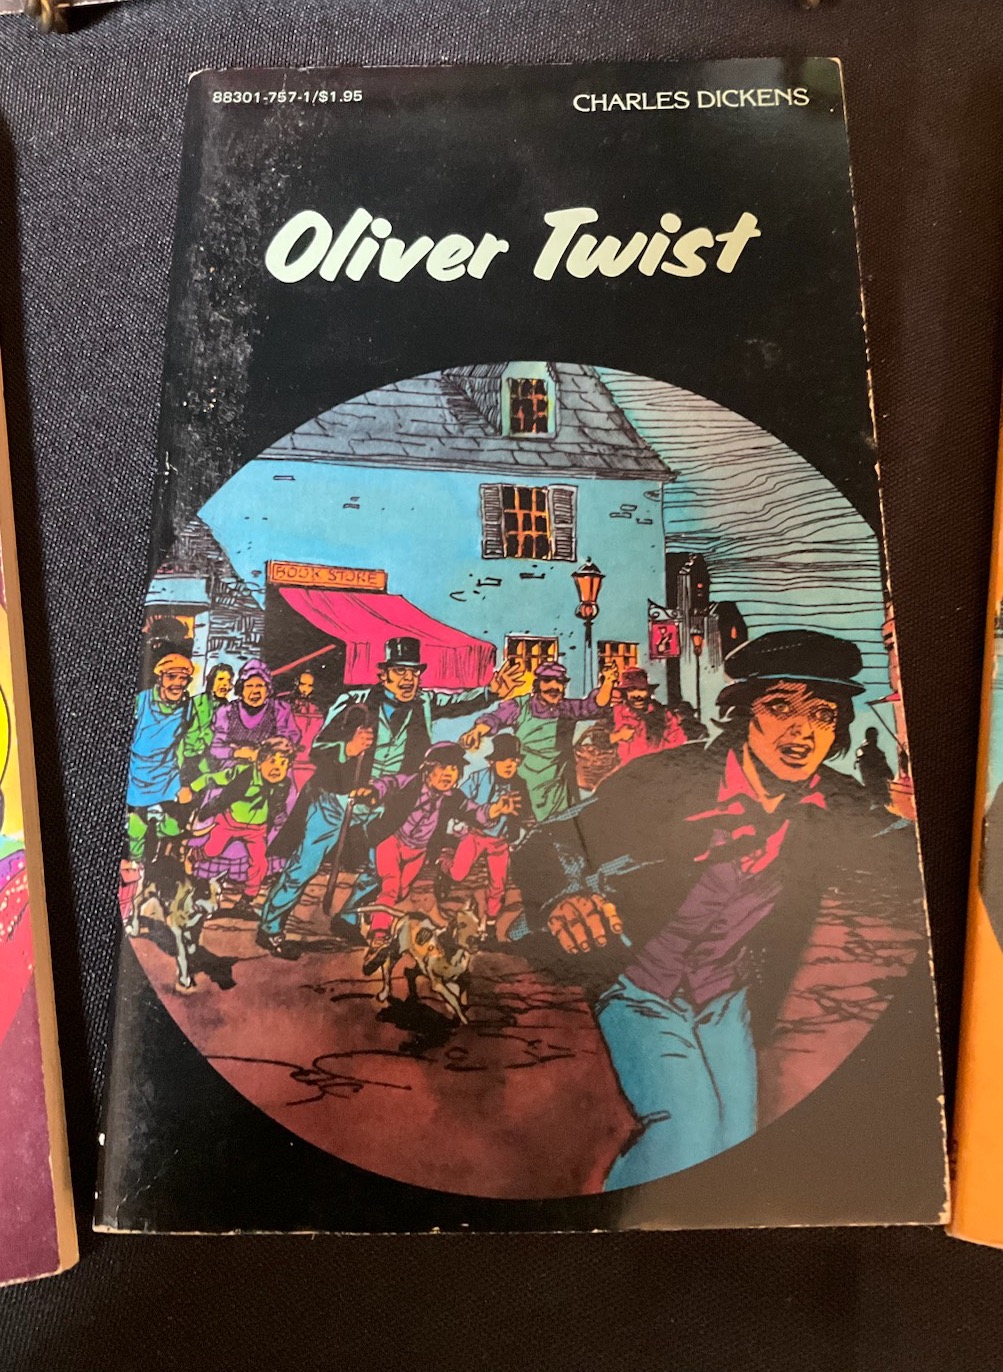 88301-757-1/$1.95
CHARLES DICKENS
Oliver Twist
BOOK STORE